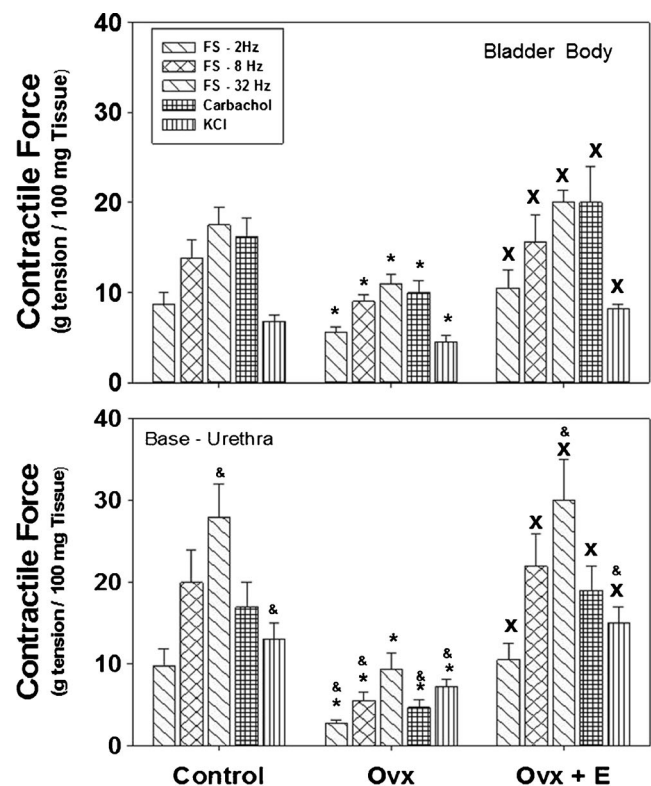 Contractile Force
(g tension / 100 mg Tissue)
40
30
20
10
0
FS - 2Hz
FS - 8 Hz
FS - 32 Hz
Carbachol
KCl
Bladder Body
* * * * *
X X X X X
Contractile Force
(g tension / 100 mg Tissue)
40
30
20
10
0
Base - Urethra
& &
& * & * * & * & *
X X & X X & X
Control Ovx Ovx + E